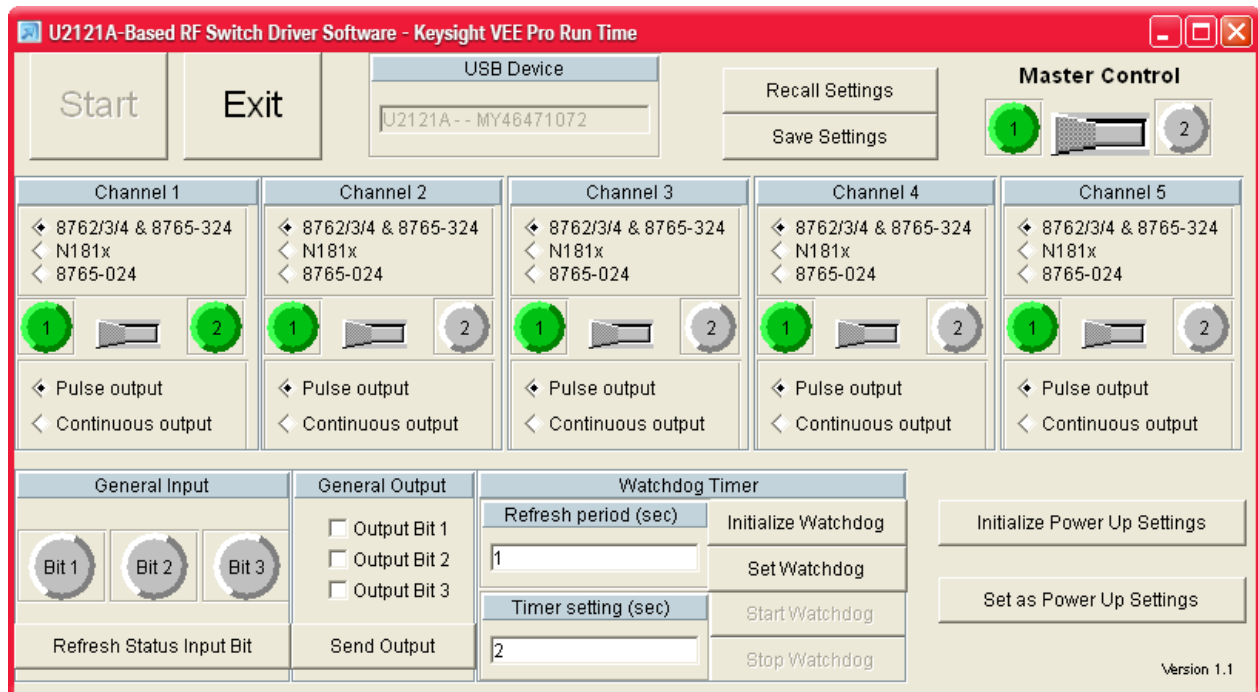 U2121A-Based RF Switch Driver Software - Keysight VEE Pro Run Time
Start
Exit
USB Device
U2121A - - MY46471072
Recall Settings
Save Settings
Master Control
1
2
Channel 1
8762/3/4 & 8765-324
N181x
8765-024
1
2
Pulse output
Continuous output
Channel 2
8762/3/4 & 8765-324
N181x
8765-024
1
2
Pulse output
Continuous output
Channel 3
8762/3/4 & 8765-324
N181x
8765-024
1
2
Pulse output
Continuous output
Channel 4
8762/3/4 & 8765-324
N181x
8765-024
1
2
Pulse output
Continuous output
Channel 5
8762/3/4 & 8765-324
N181x
8765-024
1
2
Pulse output
Continuous output
General Input
Bit 1
Bit 2
Bit 3
Refresh Status Input Bit
General Output
Output Bit 1
Output Bit 2
Output Bit 3
Send Output
Watchdog Timer
Refresh period (sec)
1
Timer setting (sec)
2
Initialize Watchdog
Set Watchdog
Start Watchdog
Stop Watchdog
Initialize Power Up Settings
Set as Power Up Settings
Version 1.1